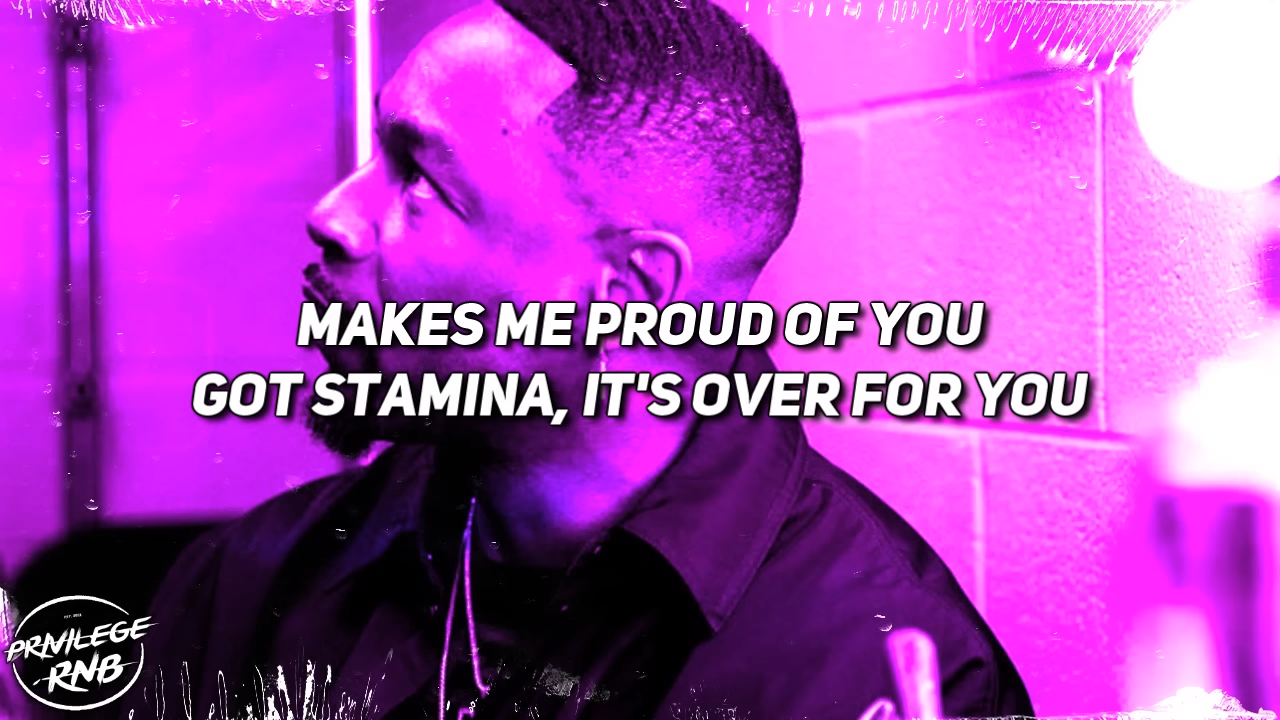 MAKES ME PROUD OF YOU
GOT STAMINA, IT'S OVER FOR YOU
PRIVILEGE
RNB